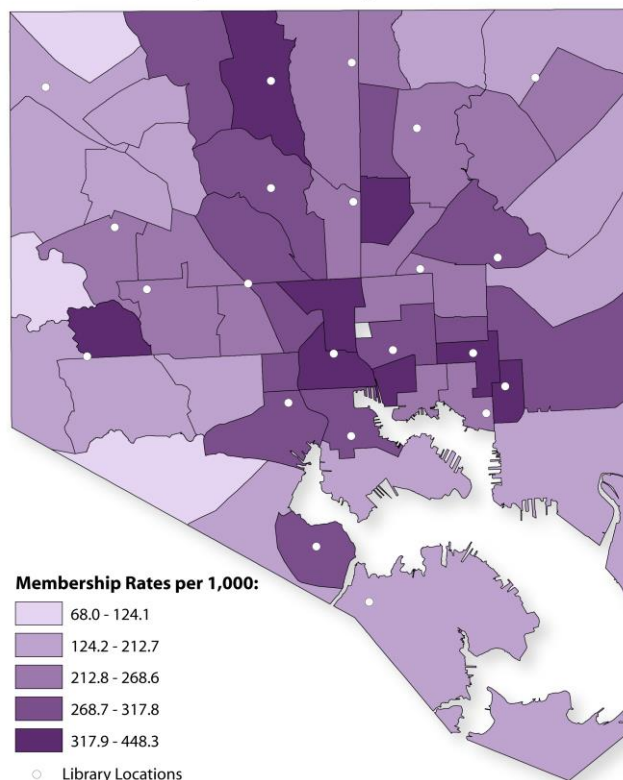 Membership Rates per 1,000:
68.0 - 124.1
124.2 - 212.7
212.8 - 268.6
268.7 - 317.8
317.9 - 448.3
Library Locations